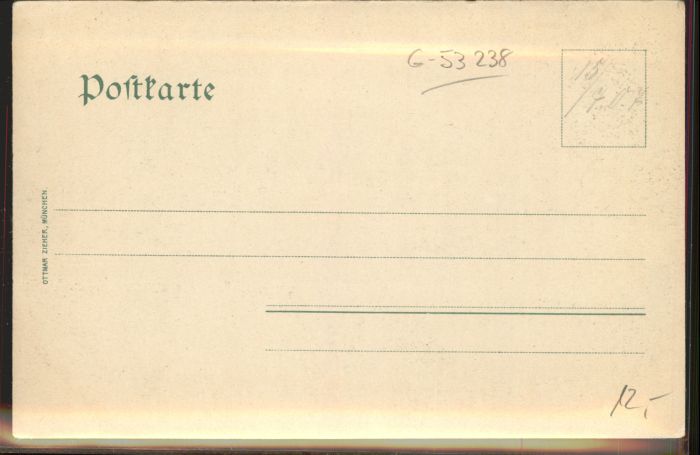 G-53 238
Poſtkarte
OTTMAR ZIEHER, MÜNCHEN.
12,-